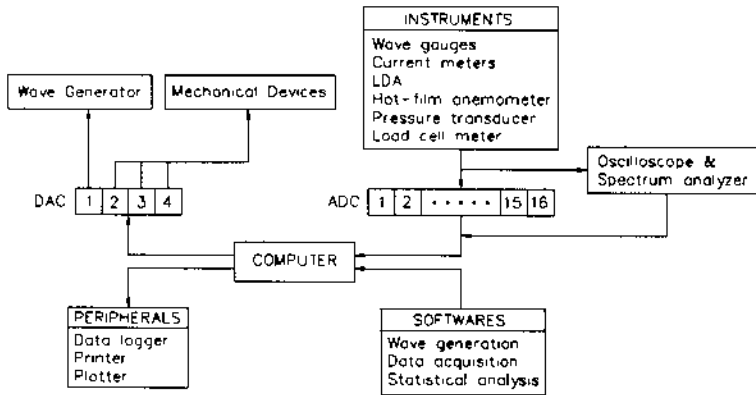 INSTRUMENTS
Wave gauges
Current meters
LDA
Hot-film anemometer
Pressure transducer
Load cell meter
Wave Generator
Mechanical Devices
Oscilloscope &
Spectrum analyzer
DAC 1 2 3 4
ADC 1 2 ..... 15 16
COMPUTER
PERIPHERALS
Data logger
Printer
Plotter
SOFTWARES
Wave generation
Data acquisition
Statistical analysis